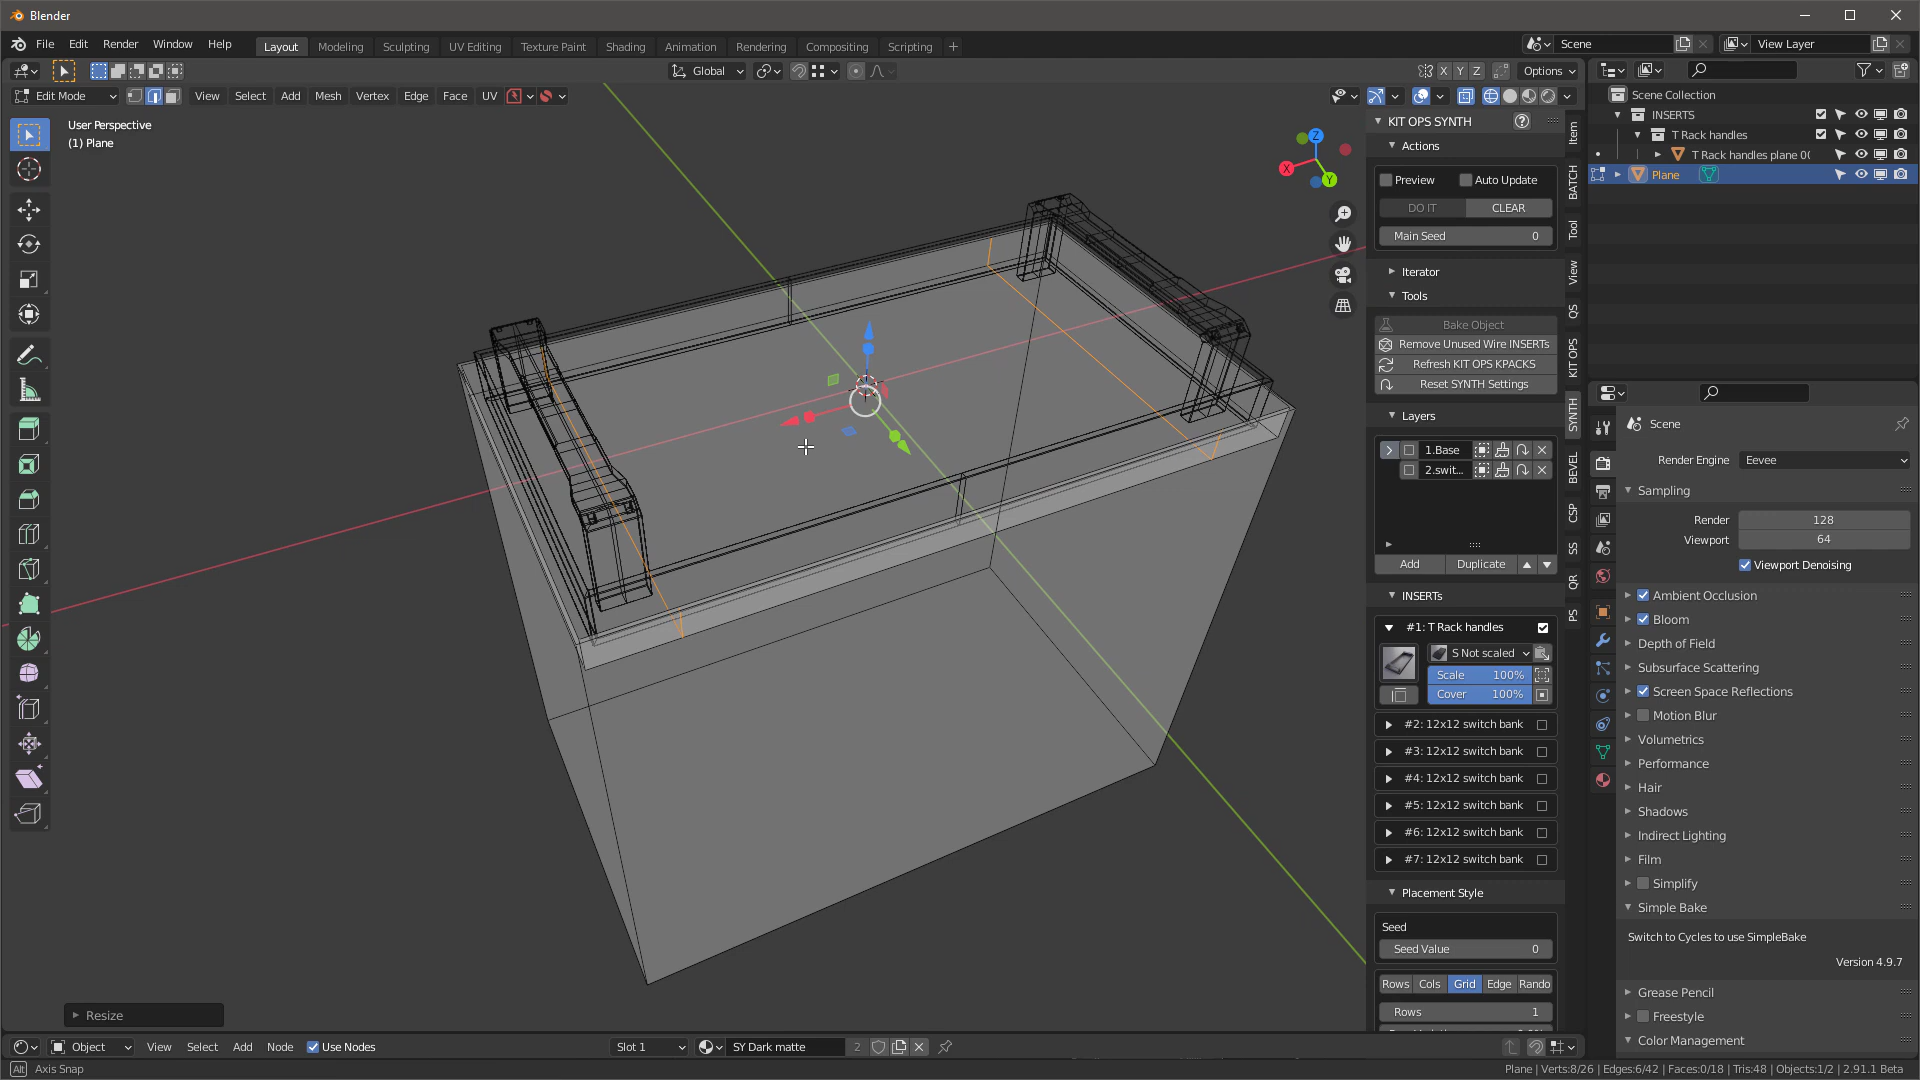 Blender
File Edit Render Window Help Layout Modeling Sculpting UV Editing Texture Paint Shading Animation Rendering Compositing Scripting + Scene View Layer
Global X Y Z Options
Edit Mode View Select Add Mesh Vertex Edge Face UV
User Perspective
(1) Plane
Z
X
Y
Resize
KIT OPS SYNTH ?
Actions
Preview Auto Update
DO IT CLEAR
Main Seed 0
Iterator
Tools
Bake Object
Remove Unused Wire INSERTs
Refresh KIT OPS KPACKS
Reset SYNTH Settings
Layers
1.Base
2.swit...
Add Duplicate
INSERTs
#1: T Rack handles
S Not scaled
Scale 100%
Cover 100%
#2: 12x12 switch bank
#3: 12x12 switch bank
#4: 12x12 switch bank
#5: 12x12 switch bank
#6: 12x12 switch bank
#7: 12x12 switch bank
Placement Style
Seed
Seed Value 0
Rows Cols Grid Edge Rando
Rows 1
Item
BATCH
Tool
View
QS
KIT OPS
SYNTH
BEVEL
CSP
SS
QR
PS
Scene Collection
INSERTS
T Rack handles
T Rack handles plane 0(
Plane
Scene
Render Engine Eevee
Sampling
Render 128
Viewport 64
Viewport Denoising
Ambient Occlusion
Bloom
Depth of Field
Subsurface Scattering
Screen Space Reflections
Motion Blur
Volumetrics
Performance
Hair
Shadows
Indirect Lighting
Film
Simplify
Simple Bake
Switch to Cycles to use SimpleBake
Version 4.9.7
Grease Pencil
Freestyle
Color Management
Object View Select Add Node Use Nodes Slot 1 SY Dark matte 2
Alt Axis Snap Plane | Verts:8/26 | Edges:6/42 | Faces:0/18 | Tris:48 | Objects:1/2 | 2.91.1 Beta